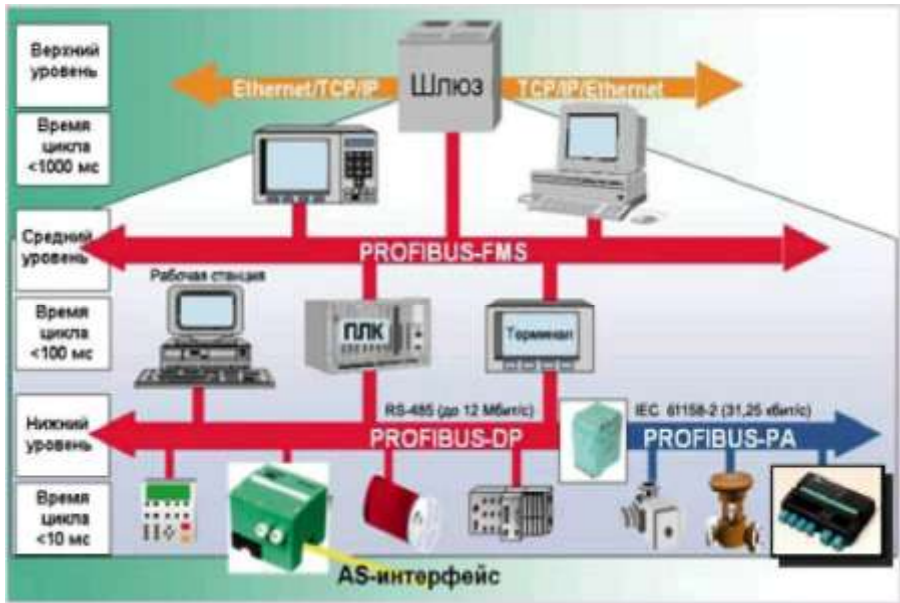 Верхний
уровень
Ethernet/TCP/IP
Шлюз
TCP/IP/Ethernet
Время
цикла
<1000 мс
Средний
уровень
PROFIBUS-FMS
Рабочая станция
Время
цикла
<100 мс
ПЛК
Терминал
Нижний
уровень
RS-485 (до 12 Мбит/с)
IEC 61158-2 (31,25 кбит/с)
PROFIBUS-DP
PROFIBUS-PA
Время
цикла
<10 мс
AS-интерфейс